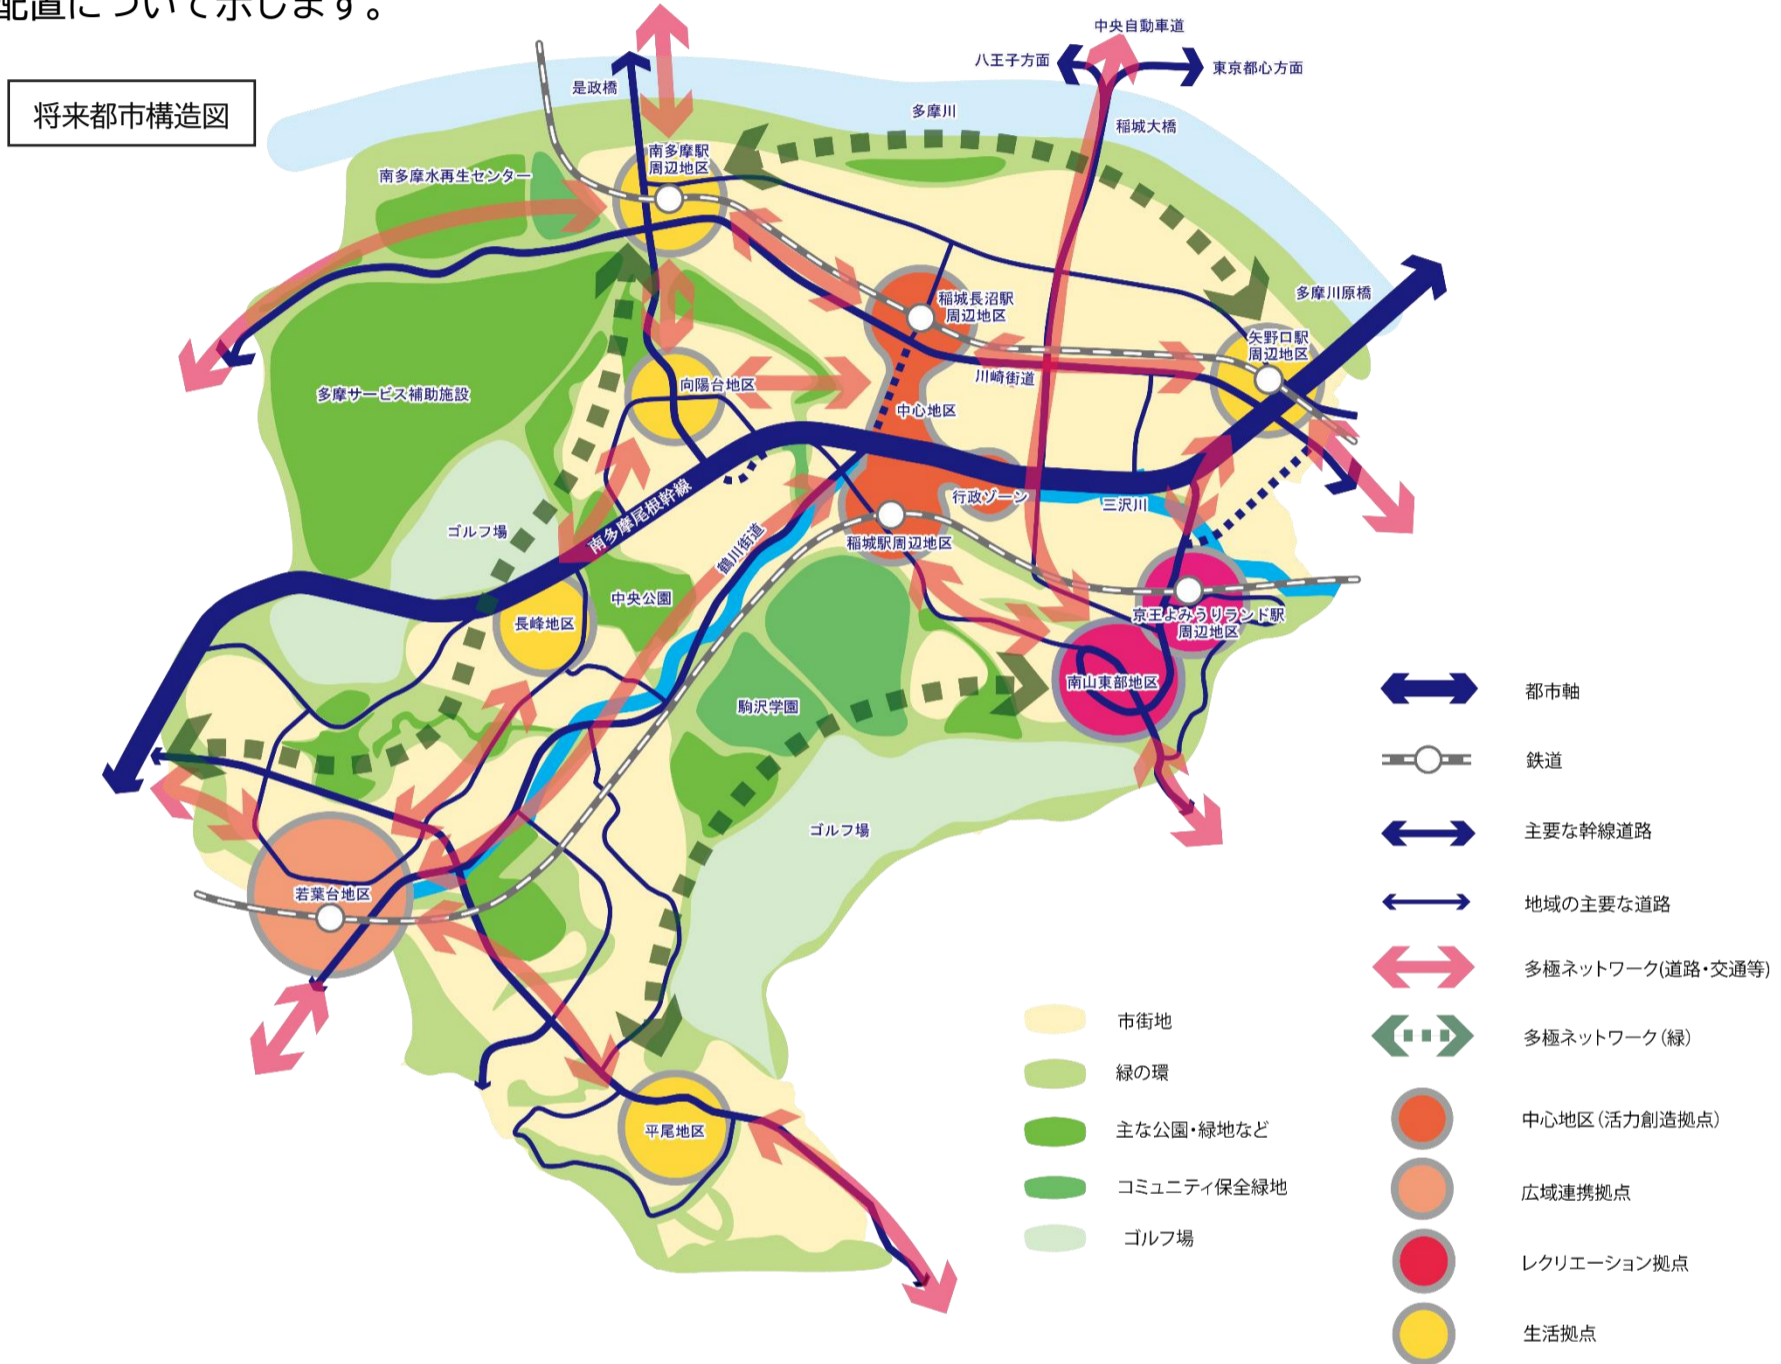 配置について示します。
将来都市構造図
中央自動車道
八王子方面
東京都心方面
是政橋
多摩川
稲城大橋
南多摩駅
周辺地区
南多摩水再生センター
多摩川原橋
稲城長沼駅
周辺地区
矢野口駅
周辺地区
川崎街道
向陽台地区
多摩サービス補助施設
中心地区
行政ゾーン
三沢川
南多摩尾根幹線
鶴川街道
ゴルフ場
稲城駅周辺地区
中央公園
長峰地区
京王よみうりランド駅
周辺地区
南山東部地区
駒沢学園
ゴルフ場
若葉台地区
平尾地区
市街地
緑の環
主な公園・緑地など
コミュニティ保全緑地
ゴルフ場
都市軸
鉄道
主要な幹線道路
地域の主要な道路
多極ネットワーク(道路・交通等)
多極ネットワーク(緑)
中心地区(活力創造拠点)
広域連携拠点
レクリエーション拠点
生活拠点